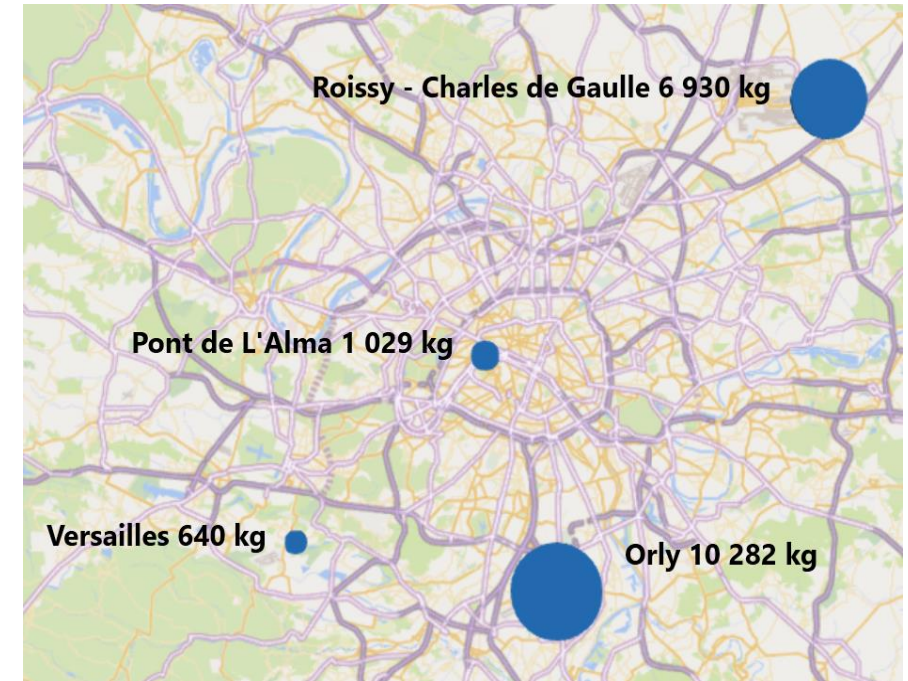 Roissy - Charles de Gaulle 6 930 kg
Pont de L'Alma 1 029 kg
Versailles 640 kg
Orly 10 282 kg